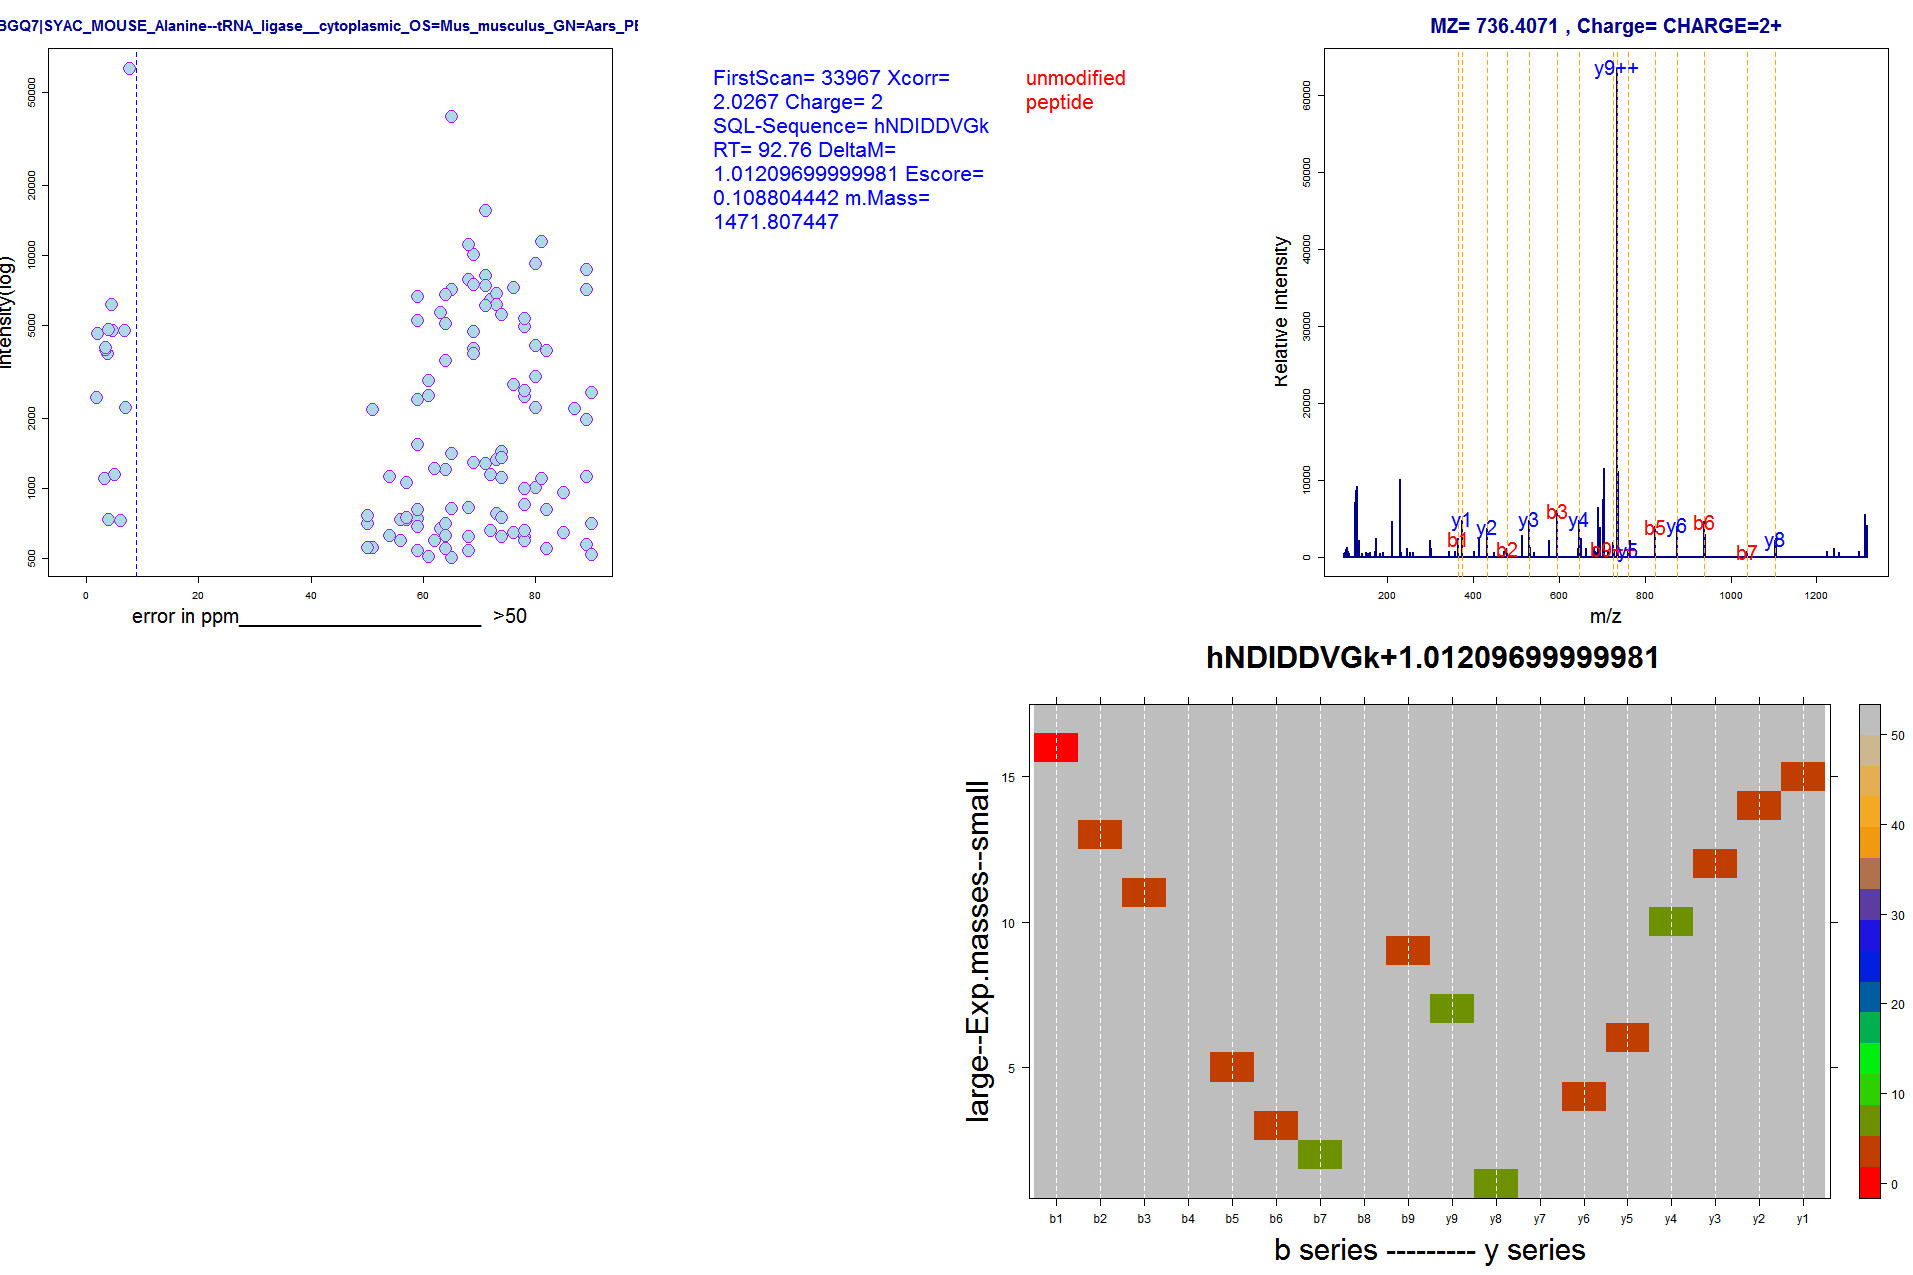 BGQ7|SYAC_MOUSE_Alanine--tRNA_ligase__cytoplasmic_OS=Mus_musculus_GN=Aars_PE
intensity(log)
50000
20000
10000
5000
2000
1000
500
0 20 40 60 80
error in ppm______________________ >50
FirstScan= 33967 Xcorr=
2.0267 Charge= 2
SQL-Sequence= hNDIDDVGk
RT= 92.76 DeltaM=
1.01209699999981 Escore=
0.108804442 m.Mass=
1471.807447
unmodified
peptide
MZ= 736.4071 , Charge= CHARGE=2+
Relative Intensity
60000
50000
40000
30000
20000
10000
0
y9++
y1
b1
y2
b2
y3
b3
y4
b9
y5
b5
y6
b6
b7
y8
200 400 600 800 1000 1200
m/z
hNDIDDVGk+1.01209699999981
large--Exp.masses--small
15
10
5
b1 b2 b3 b4 b5 b6 b7 b8 b9 y9 y8 y7 y6 y5 y4 y3 y2 y1
b series --------- y series
50
40
30
20
10
0